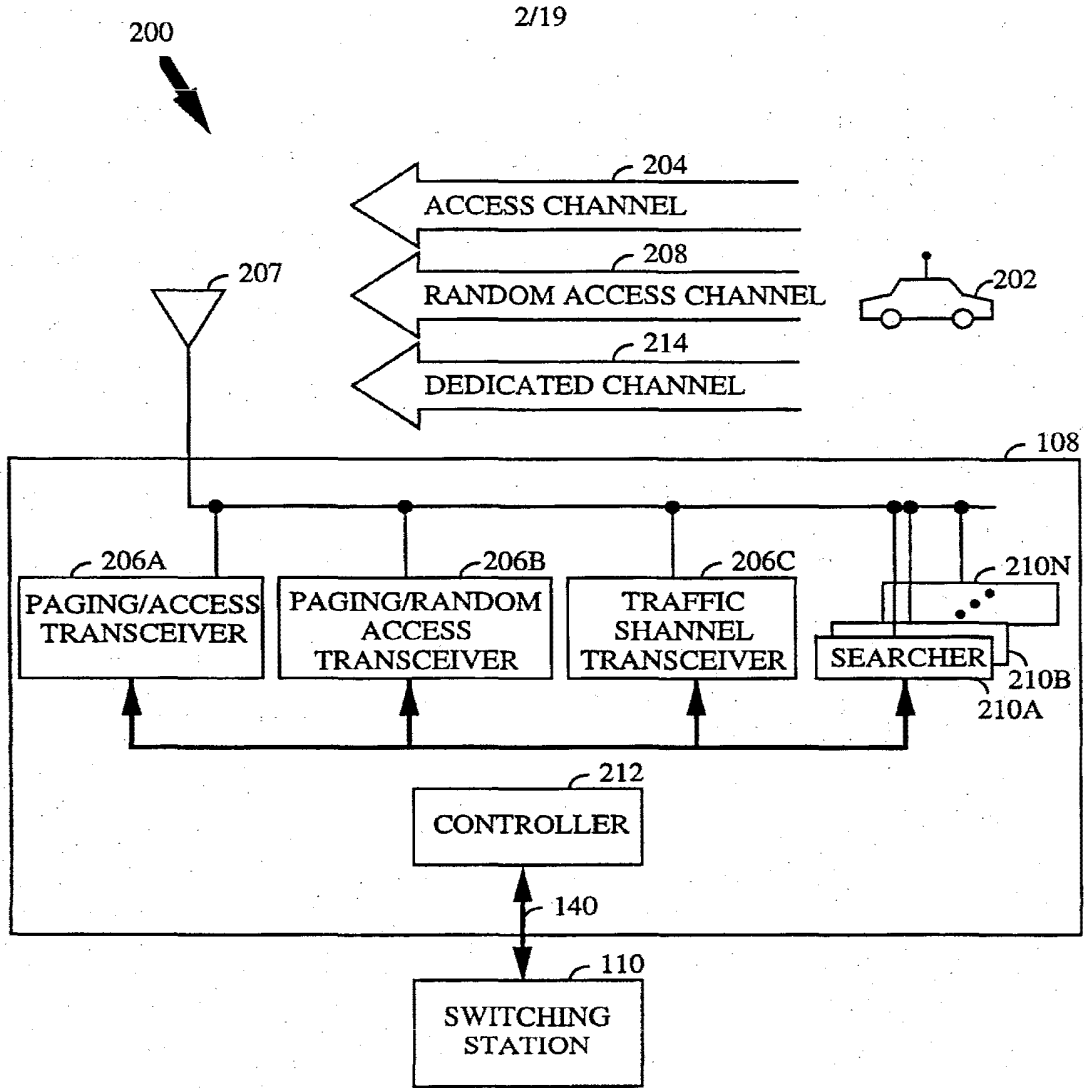 2/19
200
204
ACCESS CHANNEL
208
RANDOM ACCESS CHANNEL
202
207
214
DEDICATED CHANNEL
108
206A
PAGING/ACCESS
TRANSCEIVER
206B
PAGING/RANDOM
ACCESS
TRANSCEIVER
206C
TRAFFIC
SHANNEL
TRANSCEIVER
210N
SEARCHER
210B
210A
212
CONTROLLER
140
110
SWITCHING
STATION